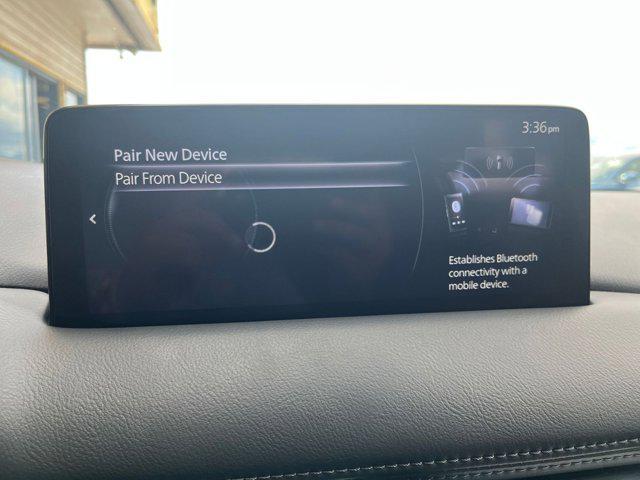 3:36pm
Pair New Device
Pair From Device
Establishes Bluetooth
connectivity with a
mobile device.